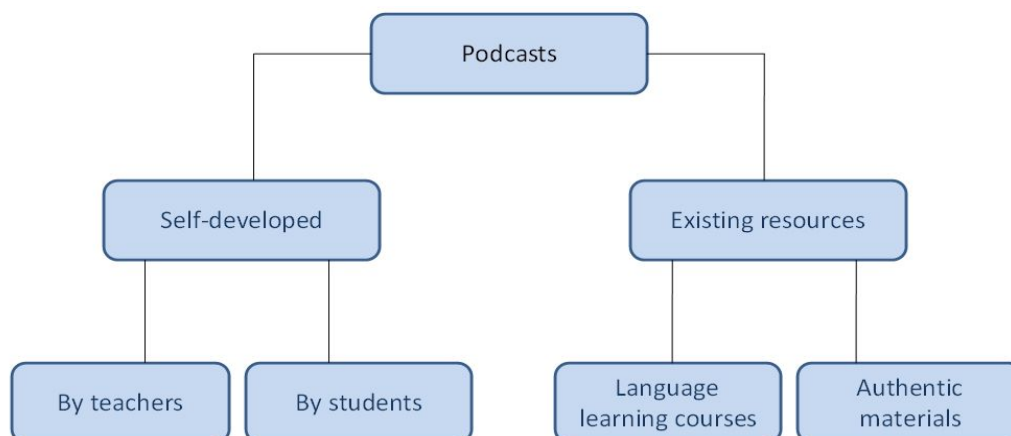 Podcasts
Self-developed
Existing resources
By teachers
By students
Language
learning courses
Authentic
materials